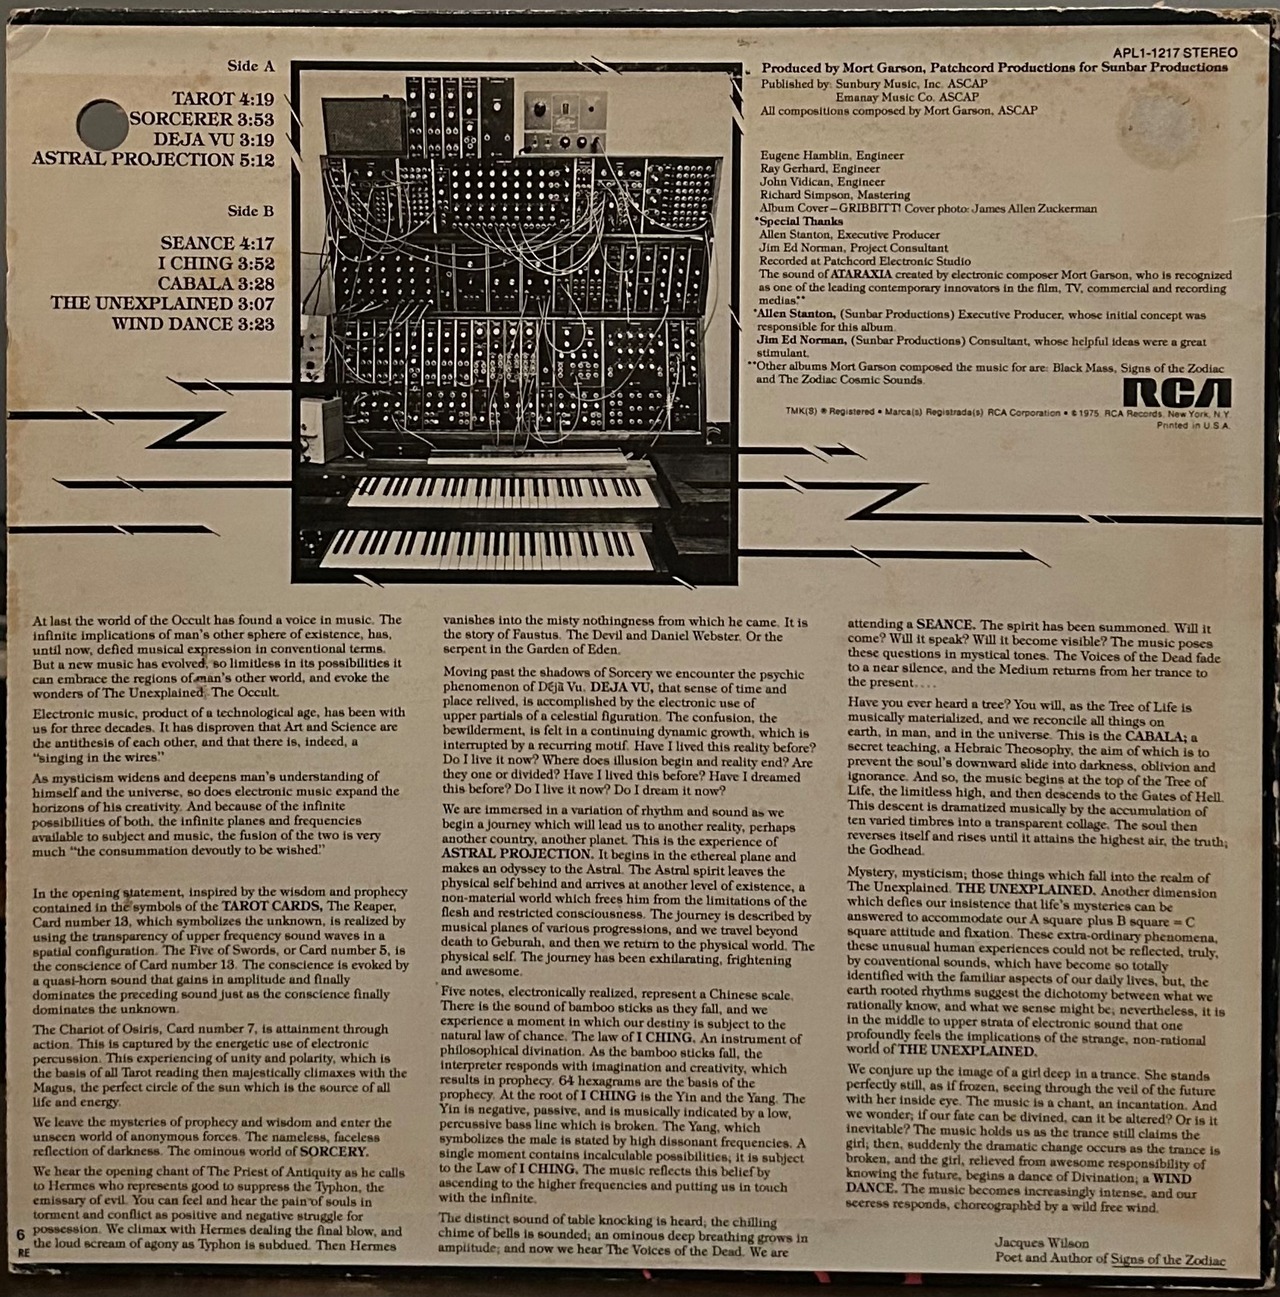 Side A
TAROT 4:19
SORCERER 3:53
DEJA VU 3:19
ASTRAL PROJECTION 5:12
Side B
SEANCE 4:17
I CHING 3:52
CABALA 3:28
THE UNEXPLAINED 3:07
WIND DANCE 3:23
APL1-1217 STEREO
Produced by Mort Garson, Patchcord Productions for Sunbar Productions
Published by: Sunbury Music, Inc. ASCAP
Emanay Music Co. ASCAP
All compositions composed by Mort Garson, ASCAP
Eugene Hamblin, Engineer
Ray Gerhard, Engineer
John Vidican, Engineer
Richard Simpson, Mastering
Album Cover—GRIBBITT! Cover photo: James Allen Zuckerman
*Special Thanks
Allen Stanton, Executive Producer
Jim Ed Norman, Project Consultant
Recorded at Patchcord Electronic Studio
The sound of ATARAXIA created by electronic composer Mort Garson, who is recognized
as one of the leading contemporary innovators in the film, TV, commercial and recording
medias.**
*Allen Stanton, (Sunbar Productions) Executive Producer, whose initial concept was
responsible for this album.
Jim Ed Norman, (Sunbar Productions) Consultant, whose helpful ideas were a great
stimulant.
**Other albums Mort Garson composed the music for are: Black Mass, Signs of the Zodiac
and The Zodiac Cosmic Sounds.
RCA
TMK(S) ® Registered • Marca(s) Registrada(s) RCA Corporation • © 1975, RCA Records, New York, N.Y.
Printed in U.S.A.
At last the world of the Occult has found a voice in music. The
infinite implications of man's other sphere of existence, has,
until now, defied musical expression in conventional terms.
But a new music has evolved, so limitless in its possibilities it
can embrace the regions of man's other world, and evoke the
wonders of The Unexplained. The Occult.
Electronic music, product of a technological age, has been with
us for three decades. It has disproven that Art and Science are
the antithesis of each other, and that there is, indeed, a
"singing in the wires."
As mysticism widens and deepens man's understanding of
himself and the universe, so does electronic music expand the
horizons of his creativity. And because of the infinite
possibilities of both, the infinite planes and frequencies
available to subject and music, the fusion of the two is very
much "the consummation devoutly to be wished."
In the opening statement, inspired by the wisdom and prophecy
contained in the symbols of the TAROT CARDS, The Reaper,
Card number 13, which symbolizes the unknown, is realized by
using the transparency of upper frequency sound waves in a
spatial configuration. The Five of Swords, or Card number 5, is
the conscience of Card number 13. The conscience is evoked by
a quasi-horn sound that gains in amplitude and finally
dominates the preceding sound just as the conscience finally
dominates the unknown.
The Chariot of Osiris, Card number 7, is attainment through
action. This is captured by the energetic use of electronic
percussion. This experiencing of unity and polarity, which is
the basis of all Tarot reading then majestically climaxes with the
Magus, the perfect circle of the sun which is the source of all
life and energy.
We leave the mysteries of prophecy and wisdom and enter the
unseen world of anonymous forces. The nameless, faceless
reflection of darkness. The ominous world of SORCERY.
We hear the opening chant of The Priest of Antiquity as he calls
to Hermes who represents good to suppress the Typhon, the
emissary of evil. You can feel and hear the pain of souls in
torment and conflict as positive and negative struggle for
possession. We climax with Hermes dealing the final blow, and
the loud scream of agony as Typhon is subdued. Then Hermes
6
RE
vanishes into the misty nothingness from which he came. It is
the story of Faustus. The Devil and Daniel Webster. Or the
serpent in the Garden of Eden.
Moving past the shadows of Sorcery we encounter the psychic
phenomenon of Déjà Vu. DEJA VU, that sense of time and
place relived, is accomplished by the electronic use of
upper partials of a celestial figuration. The confusion, the
bewilderment, is felt in a continuing dynamic growth, which is
interrupted by a recurring motif. Have I lived this reality before?
Do I live it now? Where does illusion begin and reality end? Are
they one or divided? Have I lived this before? Have I dreamed
this before? Do I live it now? Do I dream it now?
We are immersed in a variation of rhythm and sound as we
begin a journey which will lead us to another reality, perhaps
another country, another planet. This is the experience of
ASTRAL PROJECTION. It begins in the ethereal plane and
makes an odyssey to the Astral. The Astral spirit leaves the
physical self behind and arrives at another level of existence, a
non-material world which frees him from the limitations of the
flesh and restricted consciousness. The journey is described by
musical planes of various progressions, and we travel beyond
death to Geburah, and then we return to the physical world. The
physical self. The journey has been exhilarating, frightening
and awesome.
Five notes, electronically realized, represent a Chinese scale.
There is the sound of bamboo sticks as they fall, and we
experience a moment in which our destiny is subject to the
natural law of chance. The law of I CHING. An instrument of
philosophical divination. As the bamboo sticks fall, the
interpreter responds with imagination and creativity, which
results in prophecy. 64 hexagrams are the basis of the
prophecy. At the root of I CHING is the Yin and the Yang. The
Yin is negative, passive, and is musically indicated by a low,
percussive bass line which is broken. The Yang, which
symbolizes the male is stated by high dissonant frequencies. A
single moment contains incalculable possibilities; it is subject
to the Law of I CHING. The music reflects this belief by
ascending to the higher frequencies and putting us in touch
with the infinite.
The distinct sound of table knocking is heard; the chilling
chime of bells is sounded; an ominous deep breathing grows in
amplitude; and now we hear The Voices of the Dead. We are
attending a SEANCE. The spirit has been summoned. Will it
come? Will it speak? Will it become visible? The music poses
these questions in mystical tones. The Voices of the Dead fade
to a near silence, and the Medium returns from her trance to
the present....
Have you ever heard a tree? You will, as the Tree of Life is
musically materialized, and we reconcile all things on
earth, in man, and in the universe. This is the CABALA; a
secret teaching, a Hebraic Theosophy, the aim of which is to
prevent the soul's downward slide into darkness, oblivion and
ignorance. And so, the music begins at the top of the Tree of
Life, the limitless high, and then descends to the Gates of Hell.
This descent is dramatized musically by the accumulation of
ten varied timbres into a transparent collage. The soul then
reverses itself and rises until it attains the highest air, the truth;
the Godhead.
Mystery, mysticism; those things which fall into the realm of
The Unexplained. THE UNEXPLAINED. Another dimension
which defies our insistence that life's mysteries can be
answered to accommodate our A square plus B square = C
square attitude and fixation. These extra-ordinary phenomena,
these unusual human experiences could not be reflected, truly,
by conventional sounds, which have become so totally
identified with the familiar aspects of our daily lives, but, the
earth rooted rhythms suggest the dichotomy between what we
rationally know, and what we sense might be; nevertheless, it is
in the middle to upper strata of electronic sound that one
profoundly feels the implications of the strange, non-rational
world of THE UNEXPLAINED.
We conjure up the image of a girl deep in a trance. She stands
perfectly still, as if frozen, seeing through the veil of the future
with her inside eye. The music is a chant, an incantation. And
we wonder; if our fate can be divined, can it be altered? Or is it
inevitable? The music holds us as the trance still claims the
girl; then, suddenly the dramatic change occurs as the trance is
broken, and the girl, relieved from awesome responsibility of
knowing the future, begins a dance of Divination; a WIND
DANCE. The music becomes increasingly intense, and our
seeress responds, choreographed by a wild free wind.
Jacques Wilson
Poet and Author of Signs of the Zodiac